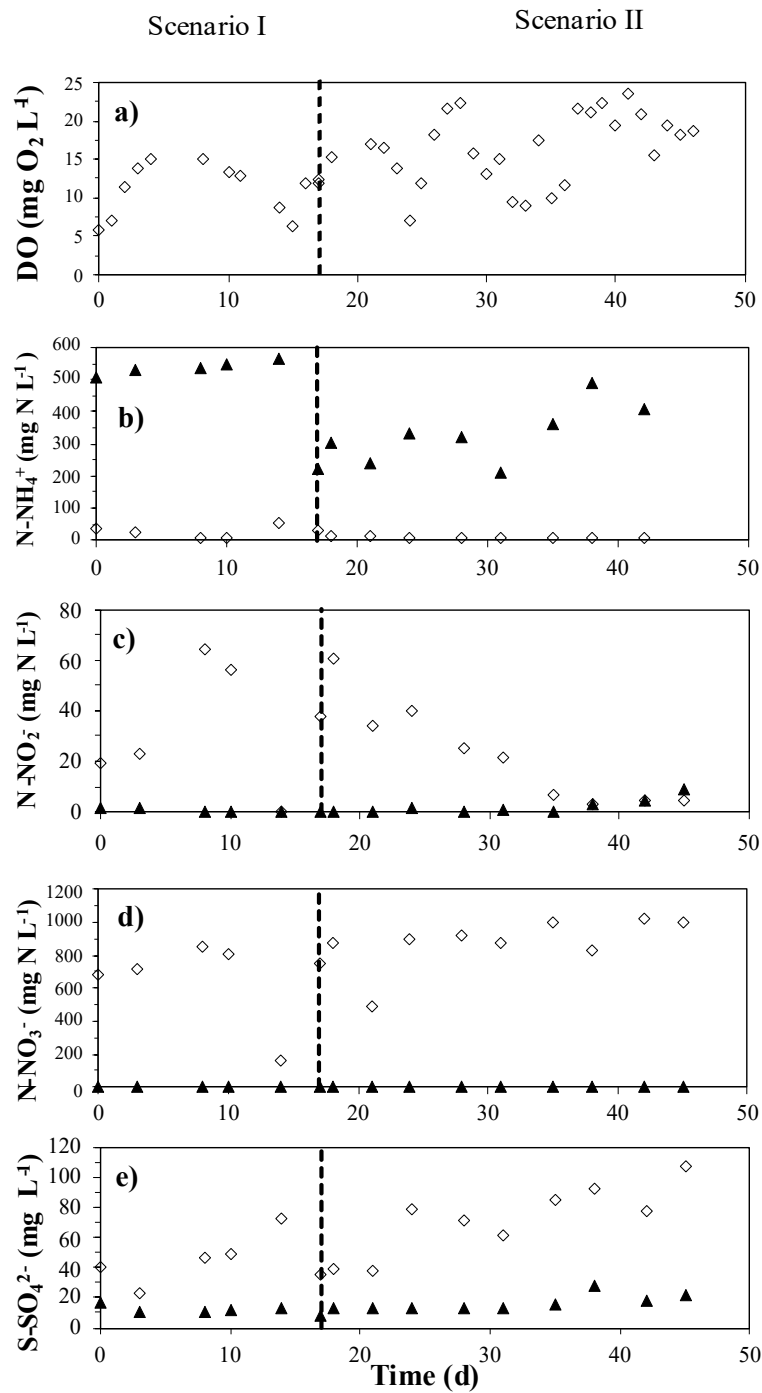 Scenario I Scenario II
a)
DO (mg O₂ L⁻¹)
25
20
15
10
5
0
0 10 20 30 40 50
b)
N-NH₄⁺ (mg N L⁻¹)
600
500
400
300
200
100
0
0 10 20 30 40 50
c)
N-NO₂⁻ (mg N L⁻¹)
80
60
40
20
0
0 10 20 30 40 50
d)
N-NO₃⁻ (mg N L⁻¹)
1200
1000
800
600
400
200
0
0 10 20 30 40 50
e)
S-SO₄²⁻ (mg L⁻¹)
120
100
80
60
40
20
0
0 10 20 30 40 50
Time (d)